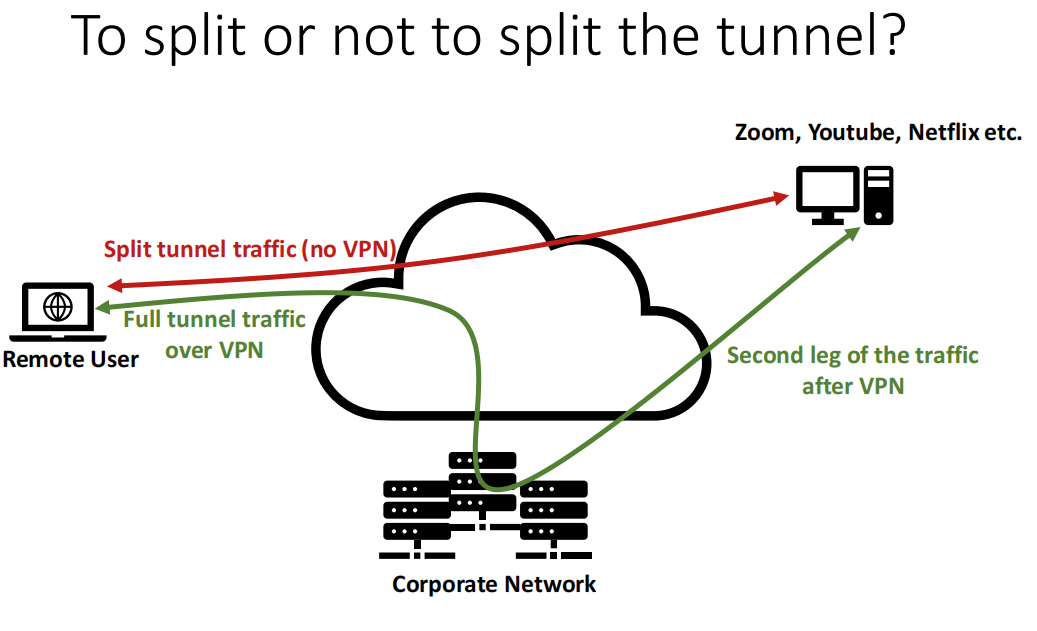 To split or not to split the tunnel?
Zoom, Youtube, Netflix etc.
Split tunnel traffic (no VPN)
Full tunnel traffic
over VPN
Remote User
Second leg of the traffic
after VPN
Corporate Network